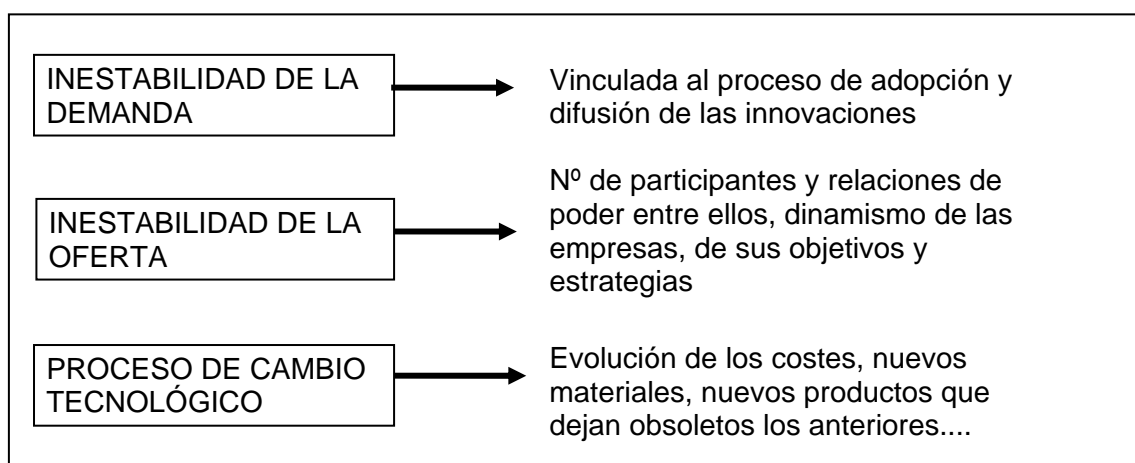 INESTABILIDAD DE LA
DEMANDA
Vinculada al proceso de adopción y
difusión de las innovaciones
INESTABILIDAD DE LA
OFERTA
Nº de participantes y relaciones de
poder entre ellos, dinamismo de las
empresas, de sus objetivos y
estrategias
PROCESO DE CAMBIO
TECNOLÓGICO
Evolución de los costes, nuevos
materiales, nuevos productos que
dejan obsoletos los anteriores....